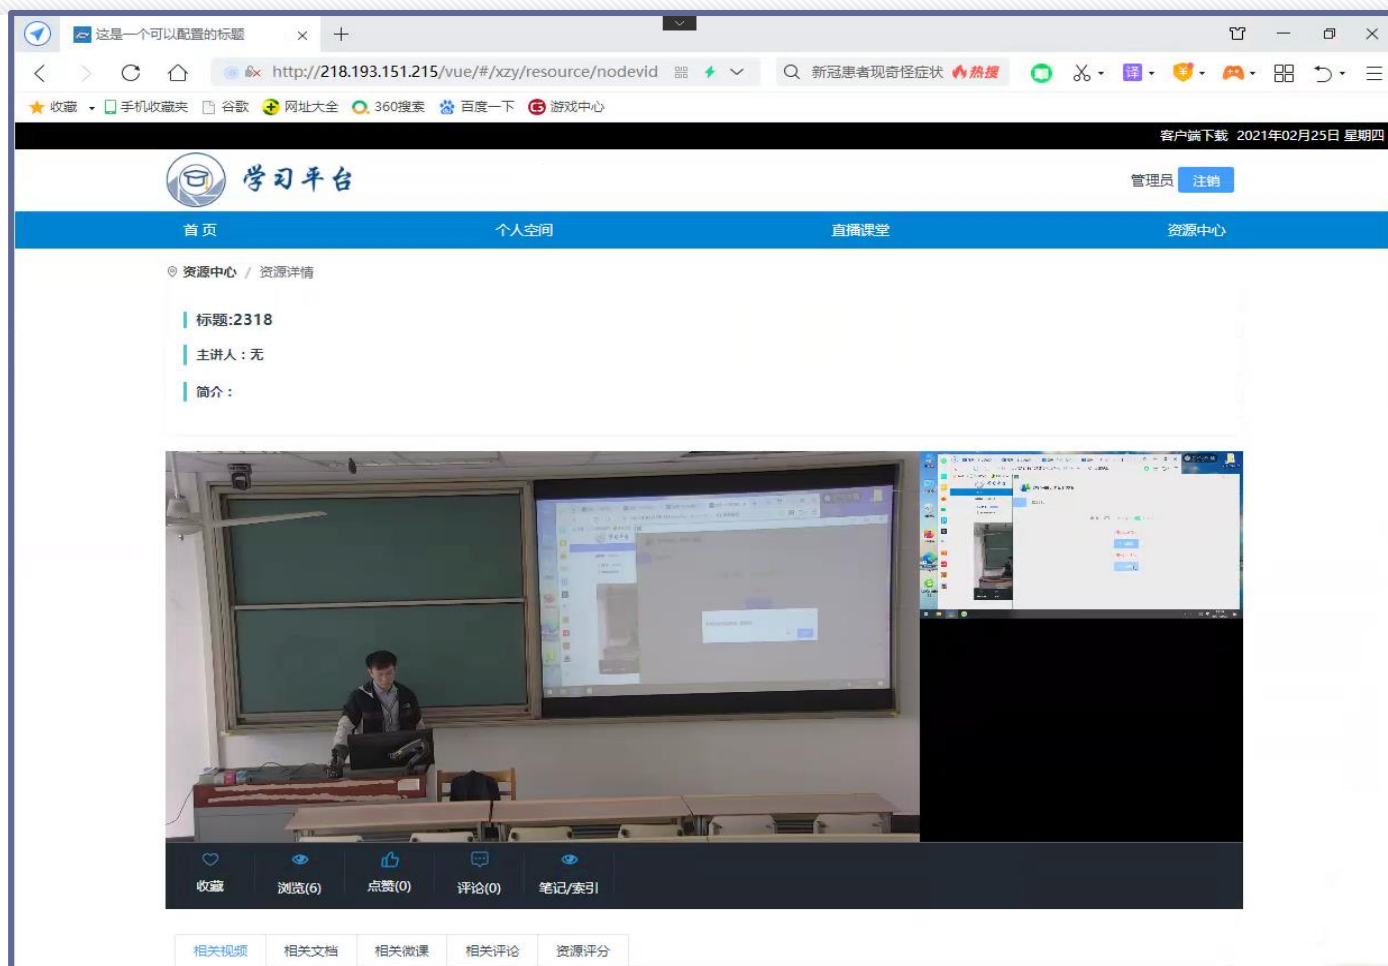 这是一个可以配置的标题
http://218.193.151.215/vue/#/xzy/resource/nodevid
新冠患者现奇怪症状 热搜
译
收藏 手机收藏夹 谷歌 网址大全 360搜索 百度一下 游戏中心
客户端下载 2021年02月25日 星期四
学习平台
管理员 注销
首页 个人空间 直播课堂 资源中心
资源中心 / 资源详情
标题:2318
主讲人：无
简介：
收藏 浏览(6) 点赞(0) 评论(0) 笔记/索引
相关视频 相关文档 相关微课 相关评论 资源评分